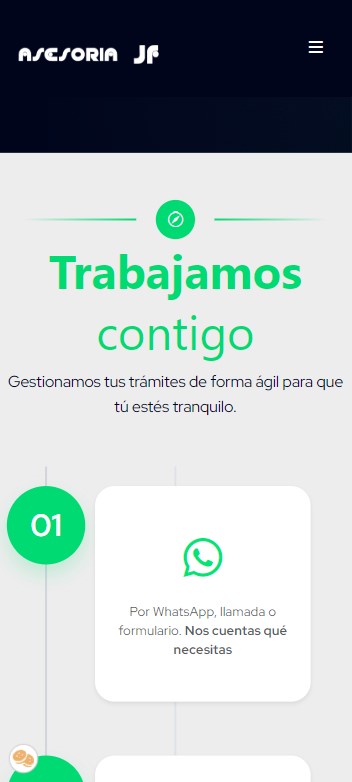 ASESORIA JF
Trabajamos
contigo
Gestionamos tus trámites de forma ágil para que
tú estés tranquilo.
01
Por WhatsApp, llamada o
formulario. Nos cuentas qué
necesitas